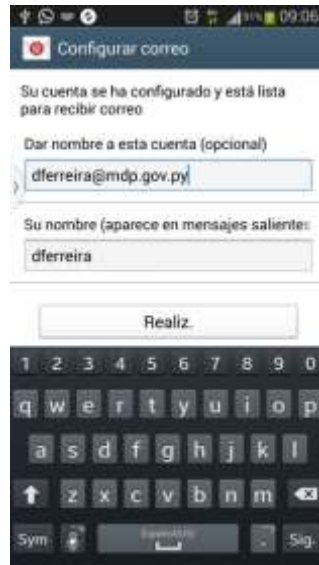 09:06
Configurar correo
Su cuenta se ha configurado y está lista
para recibir correo
Dar nombre a esta cuenta (opcional)
dferreira@mdp.gov.py
Su nombre (aparece en mensajes salientes
dferreira
Realiz.
1 2 3 4 5 6 7 8 9 0
q w e r t y u i o p
a s d f g h j k l
z x c v b n m
Sym . Sig.